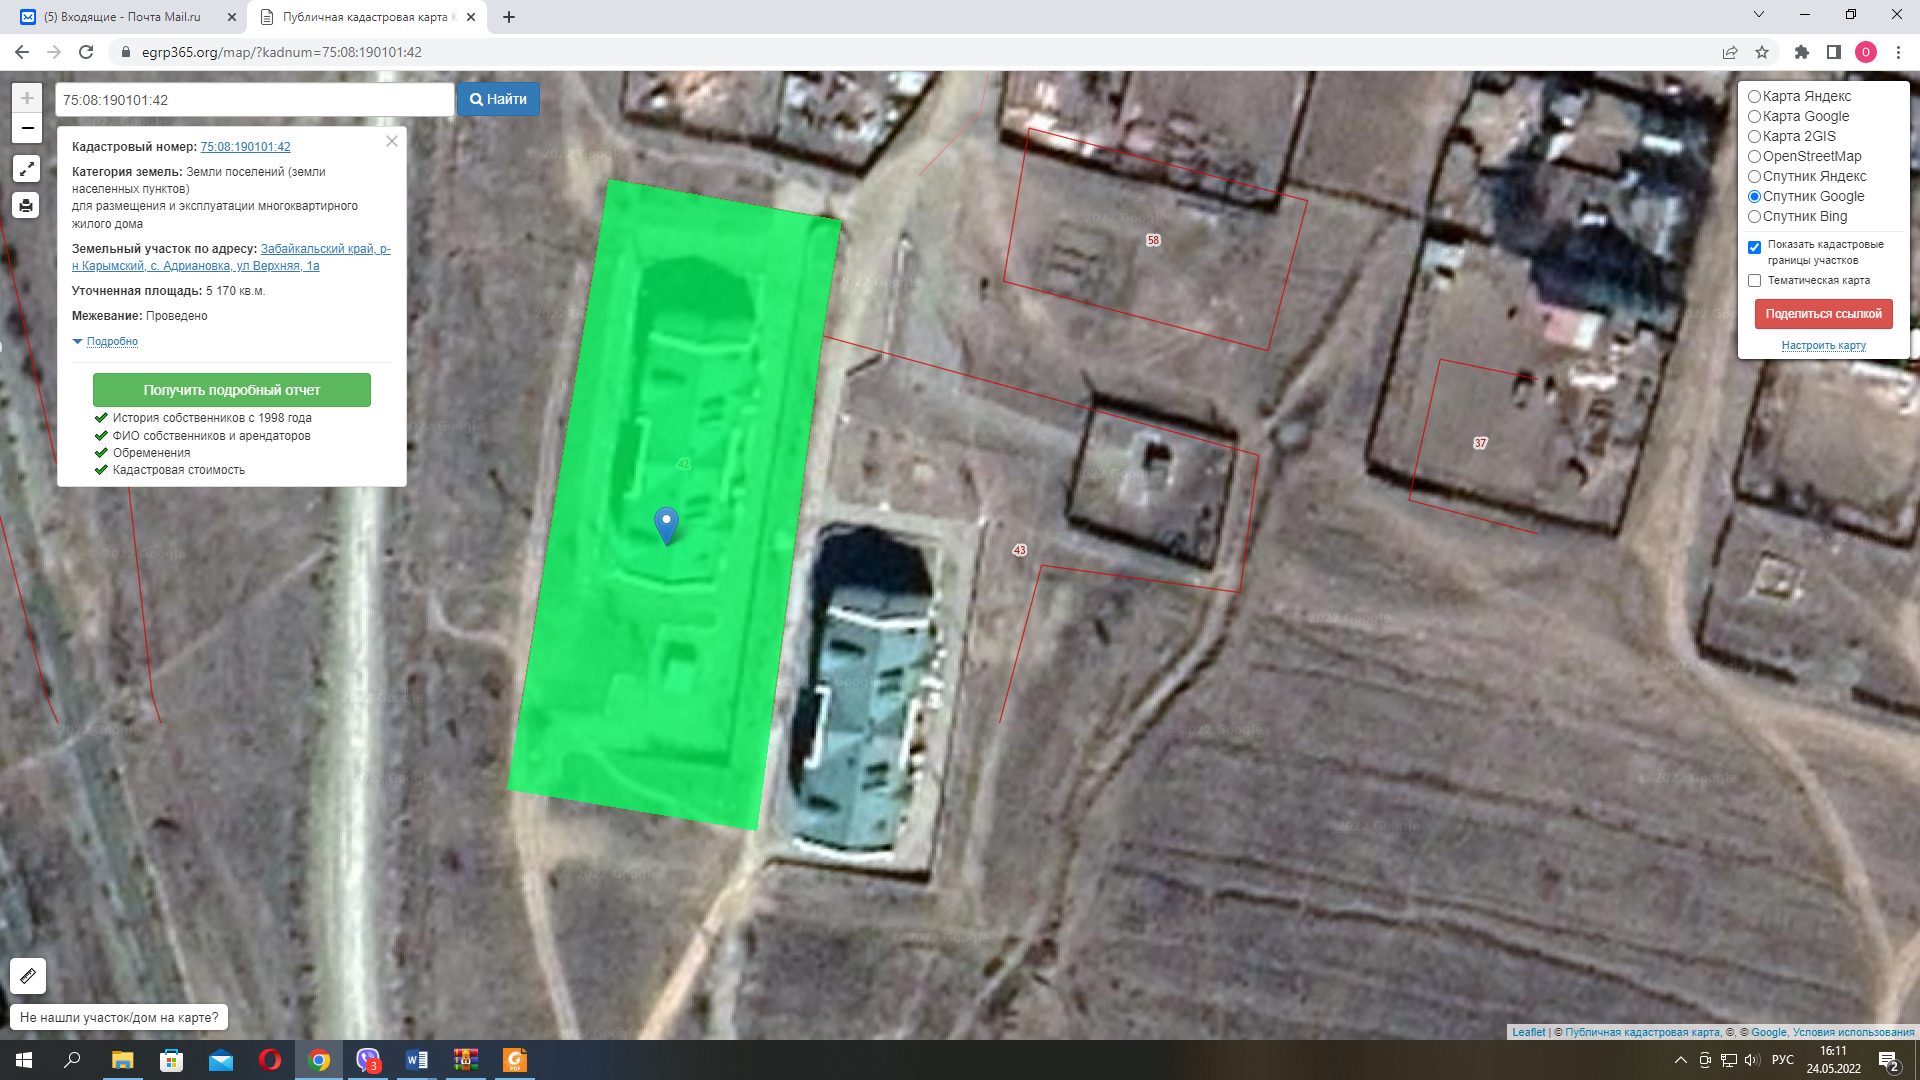 (5) Входящие - Почта Mail.ru
Публичная кадастровая карта К
egrp365.org/map/?kadnum=75:08:190101:42
О
75:08:190101:42
Найти
Кадастровый номер: 75:08:190101:42
Категория земель: Земли поселений (земли
населенных пунктов)
для размещения и эксплуатации многоквартирного
жилого дома
Земельный участок по адресу: Забайкальский край, р-
н Карымский, с. Адриановка, ул Верхняя, 1а
Уточненная площадь: 5 170 кв.м.
Межевание: Проведено
Подробно
Получить подробный отчет
История собственников с 1998 года
ФИО собственников и арендаторов
Обременения
Кадастровая стоимость
Карта Яндекс
Карта Google
Карта 2GIS
OpenStreetMap
Спутник Яндекс
Спутник Google
Спутник Bing
Показать кадастровые
границы участков
Тематическая карта
Поделиться ссылкой
Настроить карту
58
37
42
43
© 2022 Google
Не нашли участок/дом на карте?
Leaflet | © Публичная кадастровая карта, ©, © Google, Условия использования
3
РУС
16:11
24.05.2022
2